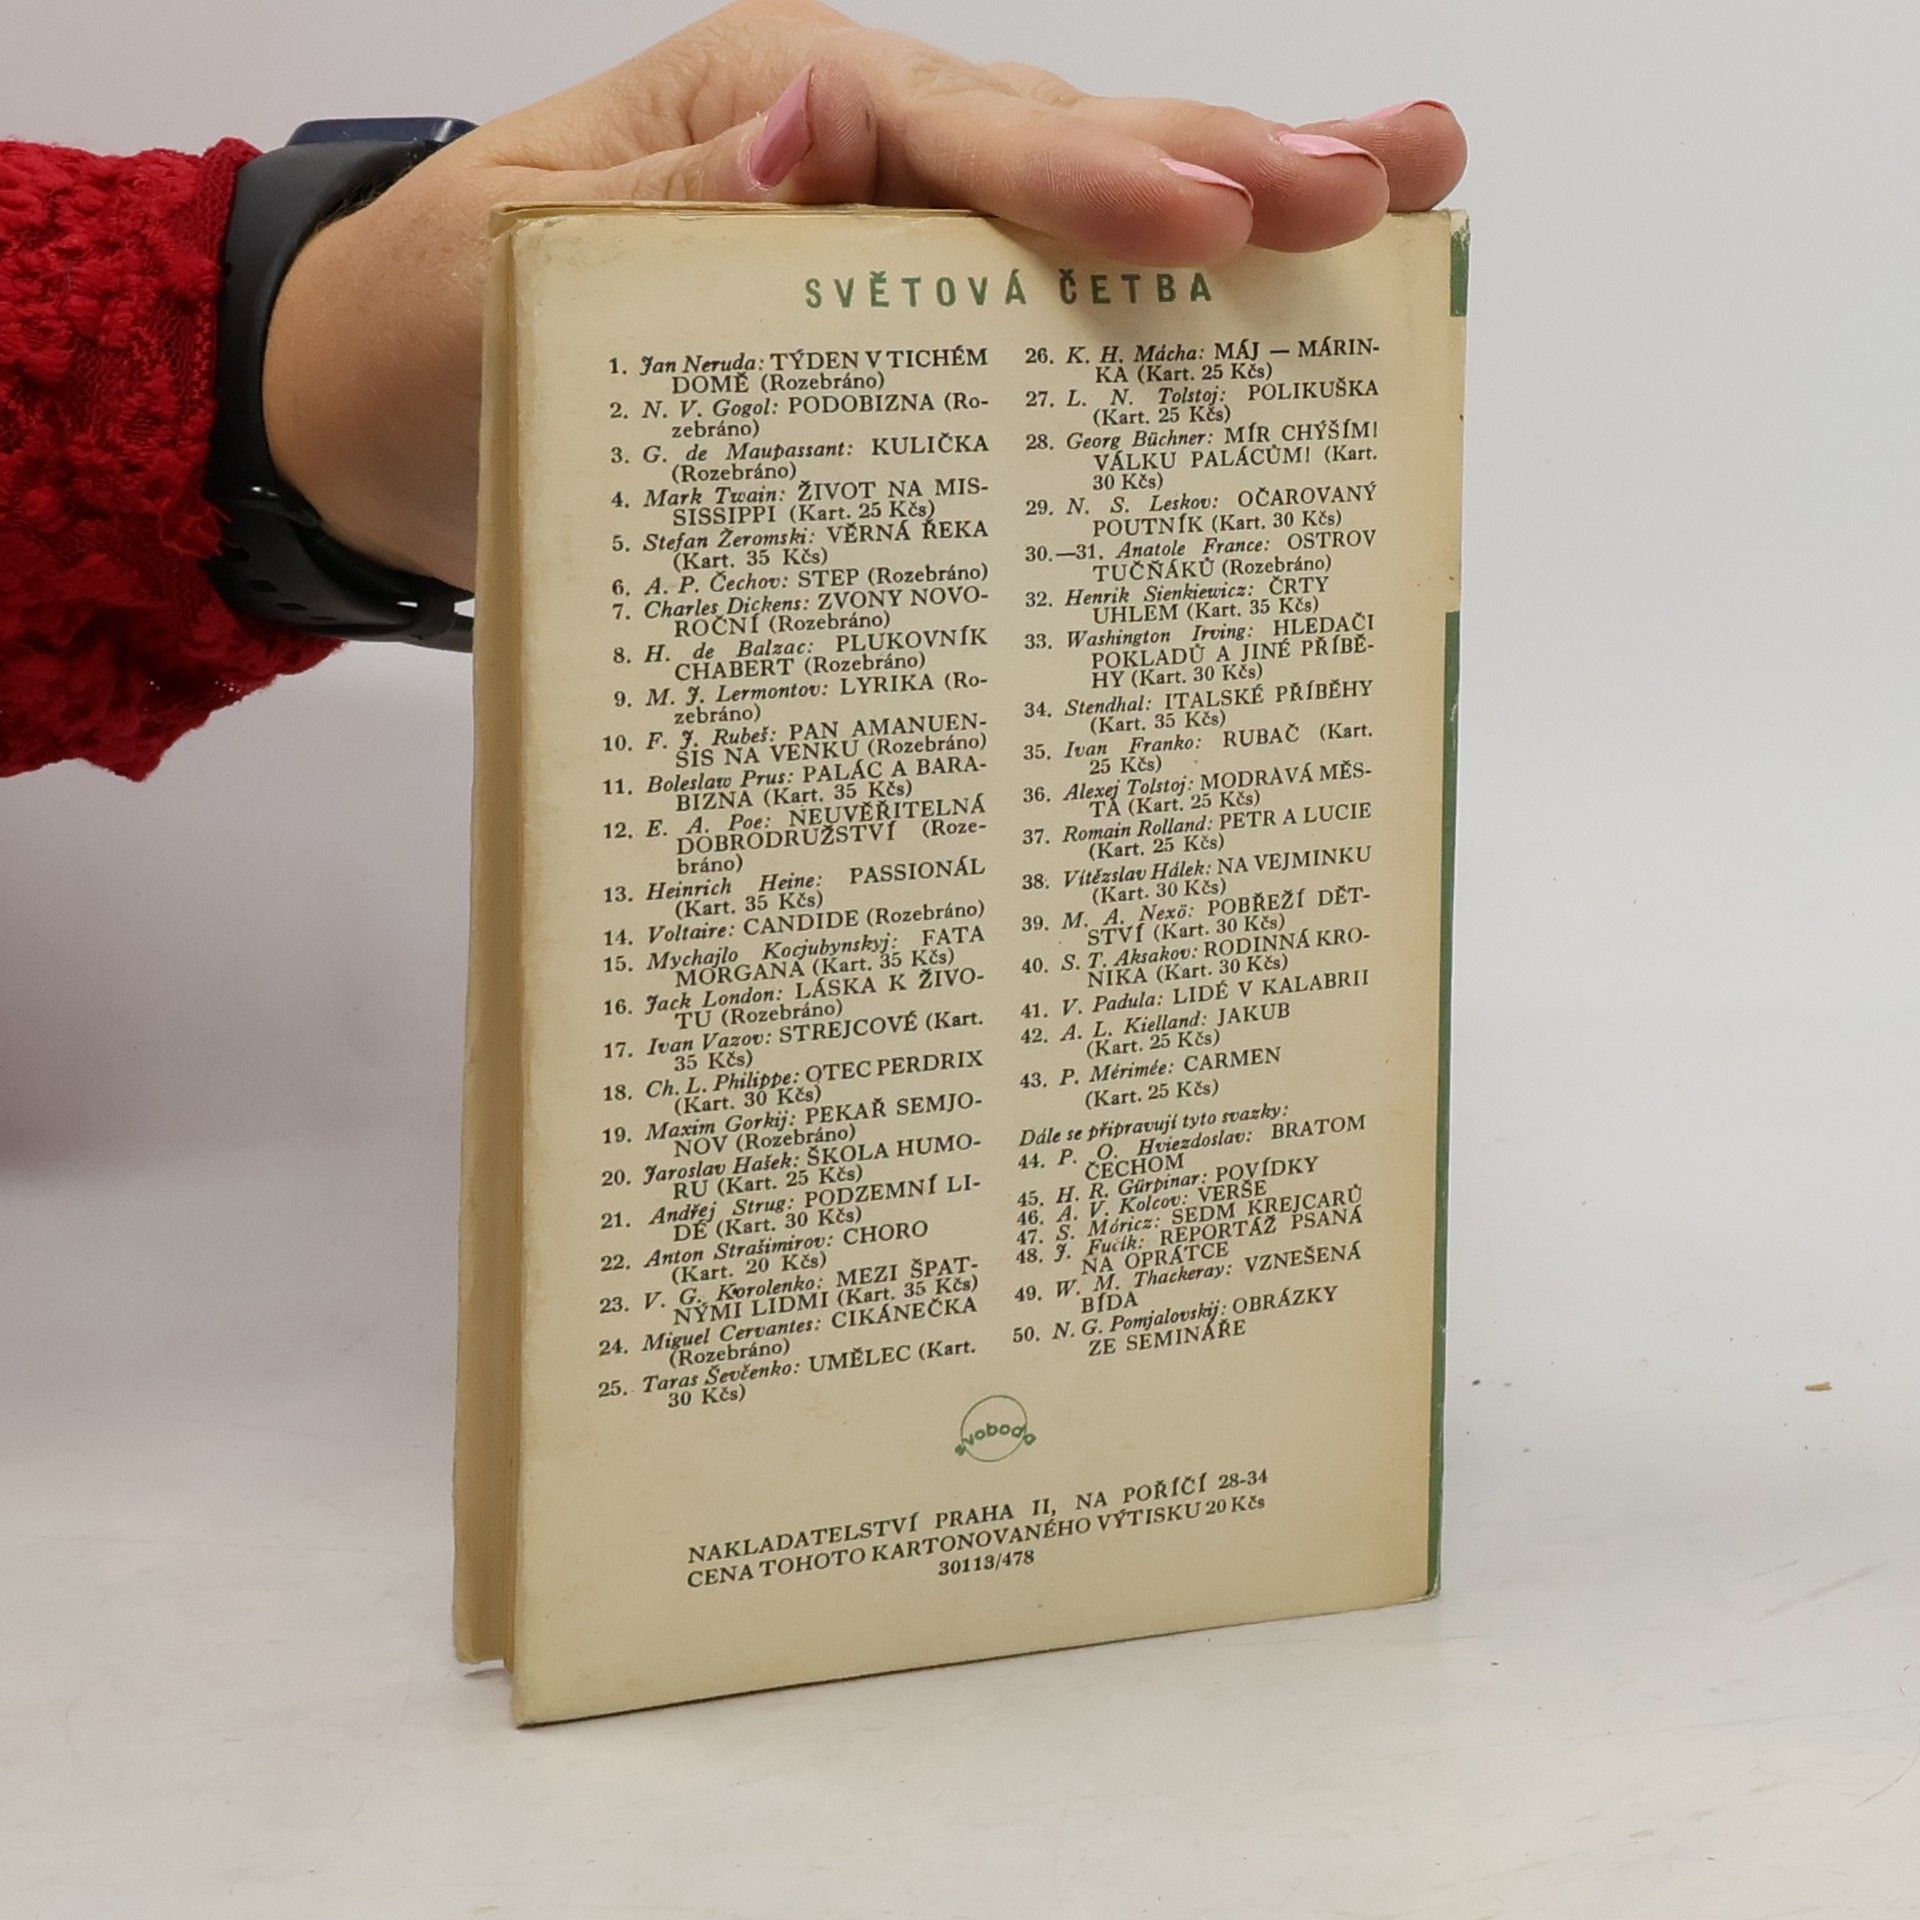 SVĚTOVÁ ČETBA
1. Jan Neruda: TÝDEN V TICHÉM
DOMĚ (Rozebráno)
2. N. V. Gogol: PODOBIZNA (Ro-
zebráno)
3. G. de Maupassant: KULIČKA
(Rozebráno)
4. Mark Twain: ŽIVOT NA MIS-
SISSIPPI (Kart. 25 Kčs)
5. Stefan Žeromski: VĚRNÁ ŘEKA
(Kart. 35 Kčs)
6. A. P. Čechov: STEP (Rozebráno)
7. Charles Dickens: ZVONY NOVO-
ROČNÍ (Rozebráno)
8. H. de Balzac: PLUKOVNÍK
CHABERT (Rozebráno)
9. M. J. Lermontov: LYRIKA (Ro-
zebráno)
10. F. J. Rubeš: PAN AMANUEN-
SIS NA VENKU (Rozebráno)
11. Boleslaw Prus: PALÁC A BARA-
BIZNA (Kart. 35 Kčs)
12. E. A. Poe: NEUVĚŘITELNÁ
DOBRODRUŽSTVÍ (Roze-
bráno)
13. Heinrich Heine: PASSIONÁL
(Kart. 35 Kčs)
14. Voltaire: CANDIDE (Rozebráno)
15. Mychajlo Kocjubynskyj: FATA
MORGANA (Kart. 35 Kčs)
16. Jack London: LÁSKA K ŽIVO-
TU (Rozebráno)
17. Ivan Vazov: STREJCOVÉ (Kart.
35 Kčs)
18. Ch. L. Philippe: OTEC PERDRIX
(Kart. 30 Kčs)
19. Maxim Gorkij: PEKAŘ SEMJO-
NOV (Rozebráno)
20. Jaroslav Hašek: ŠKOLA HUMO-
RU (Kart. 25 Kčs)
21. Andřej Strug: PODZEMNÍ LI-
DÉ (Kart. 30 Kčs)
22. Anton Strašimirov: CHORO
(Kart. 20 Kčs)
23. V. G. Korolenko: MEZI ŠPAT-
NÝMI LIDMI (Kart. 35 Kčs)
24. Miguel Cervantes: CIKÁNEČKA
(Rozebráno)
25. Taras Ševčenko: UMĚLEC (Kart.
30 Kčs)
26. K. H. Mácha: MÁJ — MÁRIN-
KA (Kart. 25 Kčs)
27. L. N. Tolstoj: POLIKUŠKA
(Kart. 25 Kčs)
28. Georg Büchner: MÍR CHÝŠÍM!
VÁLKU PALÁCŮM! (Kart.
30 Kčs)
29. N. S. Leskov: OČAROVANÝ
POUTNÍK (Kart. 30 Kčs)
30.—31. Anatole France: OSTROV
TUČŇÁKŮ (Rozebráno)
32. Henrik Sienkiewicz: ČRTY
UHLEM (Kart. 35 Kčs)
33. Washington Irving: HLEDAČI
POKLADŮ A JINÉ PŘÍBĚ-
HY (Kart. 30 Kčs)
34. Stendhal: ITALSKÉ PŘÍBĚHY
(Kart. 35 Kčs)
35. Ivan Franko: RUBAČ (Kart.
25 Kčs)
36. Alexej Tolstoj: MODRAVÁ MĚS-
TA (Kart. 25 Kčs)
37. Romain Rolland: PETR A LUCIE
(Kart. 25 Kčs)
38. Vítězslav Hálek: NA VEJMINKU
(Kart. 30 Kčs)
39. M. A. Nexö: POBŘEŽÍ DĚT-
STVÍ (Kart. 30 Kčs)
40. S. T. Aksakov: RODINNÁ KRO-
NIKA (Kart. 30 Kčs)
41. V. Padula: LIDÉ V KALABRII
42. A. L. Kielland: JAKUB
(Kart. 25 Kčs)
43. P. Mérimée: CARMEN
(Kart. 25 Kčs)
Dále se připravují tyto svazky:
44. P. O. Hviezdoslav: BRATOM
ČECHOM
45. H. R. Gürpinar: POVÍDKY
46. A. V. Kolcov: VERŠE
47. S. Móricz: SEDM KREJCARŮ
48. J. Fučík: REPORTÁŽ PSANÁ
NA OPRÁTCE
49. W. M. Thackeray: VZNEŠENÁ
BÍDA
50. N. G. Pomjalovskij: OBRÁZKY
ZE SEMINÁŘE
svoboda
NAKLADATELSTVÍ PRAHA II, NA POŘÍČÍ 28-34
CENA TOHOTO KARTONOVANÉHO VÝTISKU 20 Kčs
30113/478